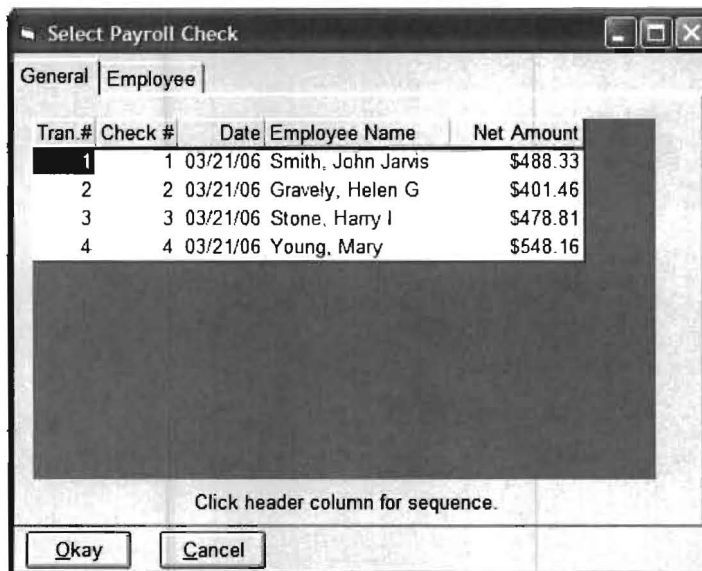 Select Payroll Check
General Employee
Tran.# Check # Date Employee Name Net Amount
1 1 03/21/06 Smith, John Jarvis $488.33
2 2 03/21/06 Gravely, Helen G $401.46
3 3 03/21/06 Stone, Harry I $478.81
4 4 03/21/06 Young, Mary $548.16
Click header column for sequence.
Okay Cancel